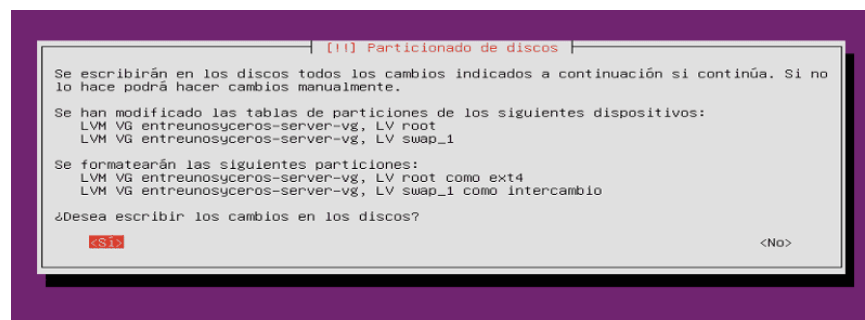 [!!] Particionado de discos
Se escribirán en los discos todos los cambios indicados a continuación si continúa. Si no
lo hace podrá hacer cambios manualmente.
Se han modificado las tablas de particiones de los siguientes dispositivos:
LVM VG entreunosyceros-server-vg, LV root
LVM VG entreunosyceros-server-vg, LV swap_1
Se formatearán las siguientes particiones:
LVM VG entreunosyceros-server-vg, LV root como ext4
LVM VG entreunosyceros-server-vg, LV swap_1 como intercambio
¿Desea escribir los cambios en los discos?
<Sí> <No>